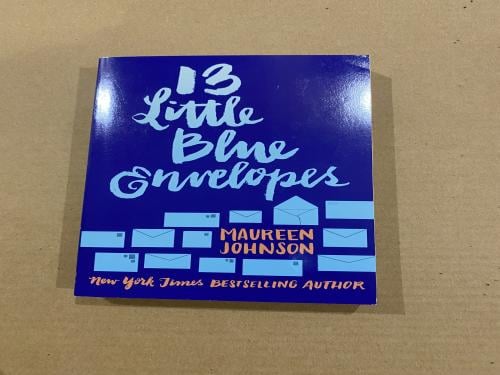 13
Little
Blue
Envelopes
MAUREEN
JOHNSON
New York Times BESTSELLING AUTHOR